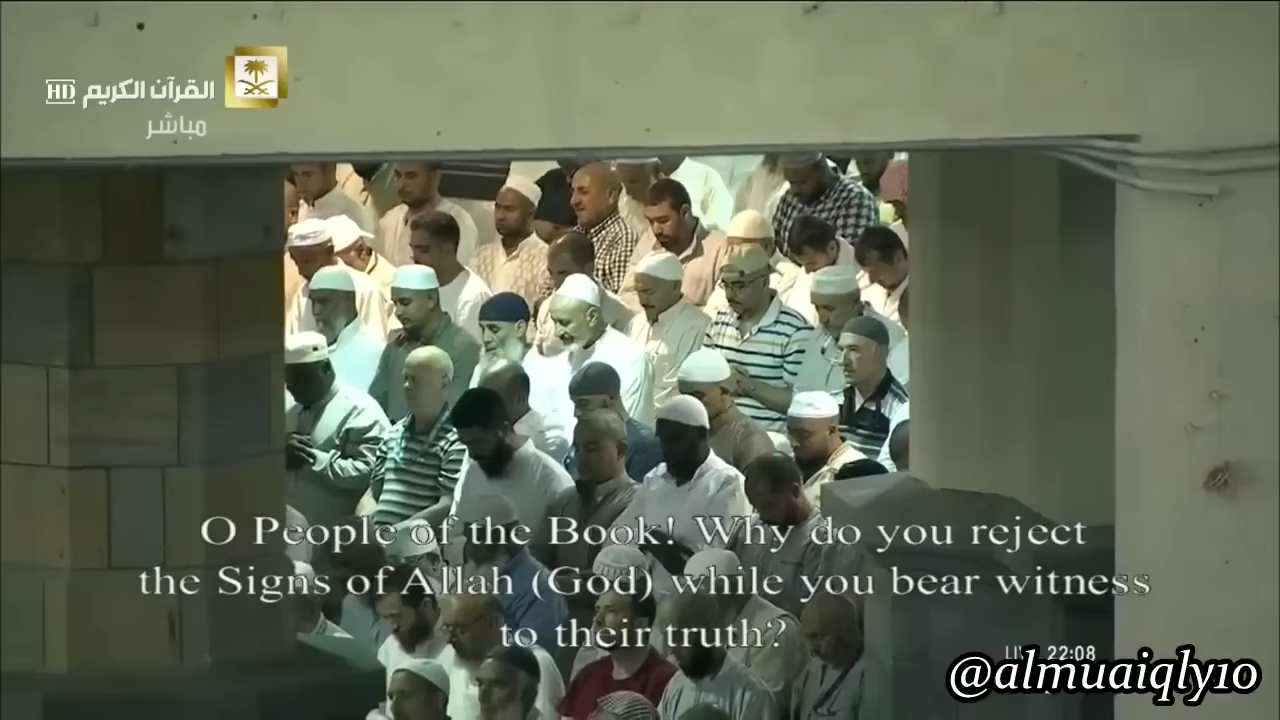 القرآن الكريم HD
مباشر
O People of the Book! Why do you reject
the Signs of Allah (God) while you bear witness
to their truth?
LIVE 22:08
@almuaiqly10